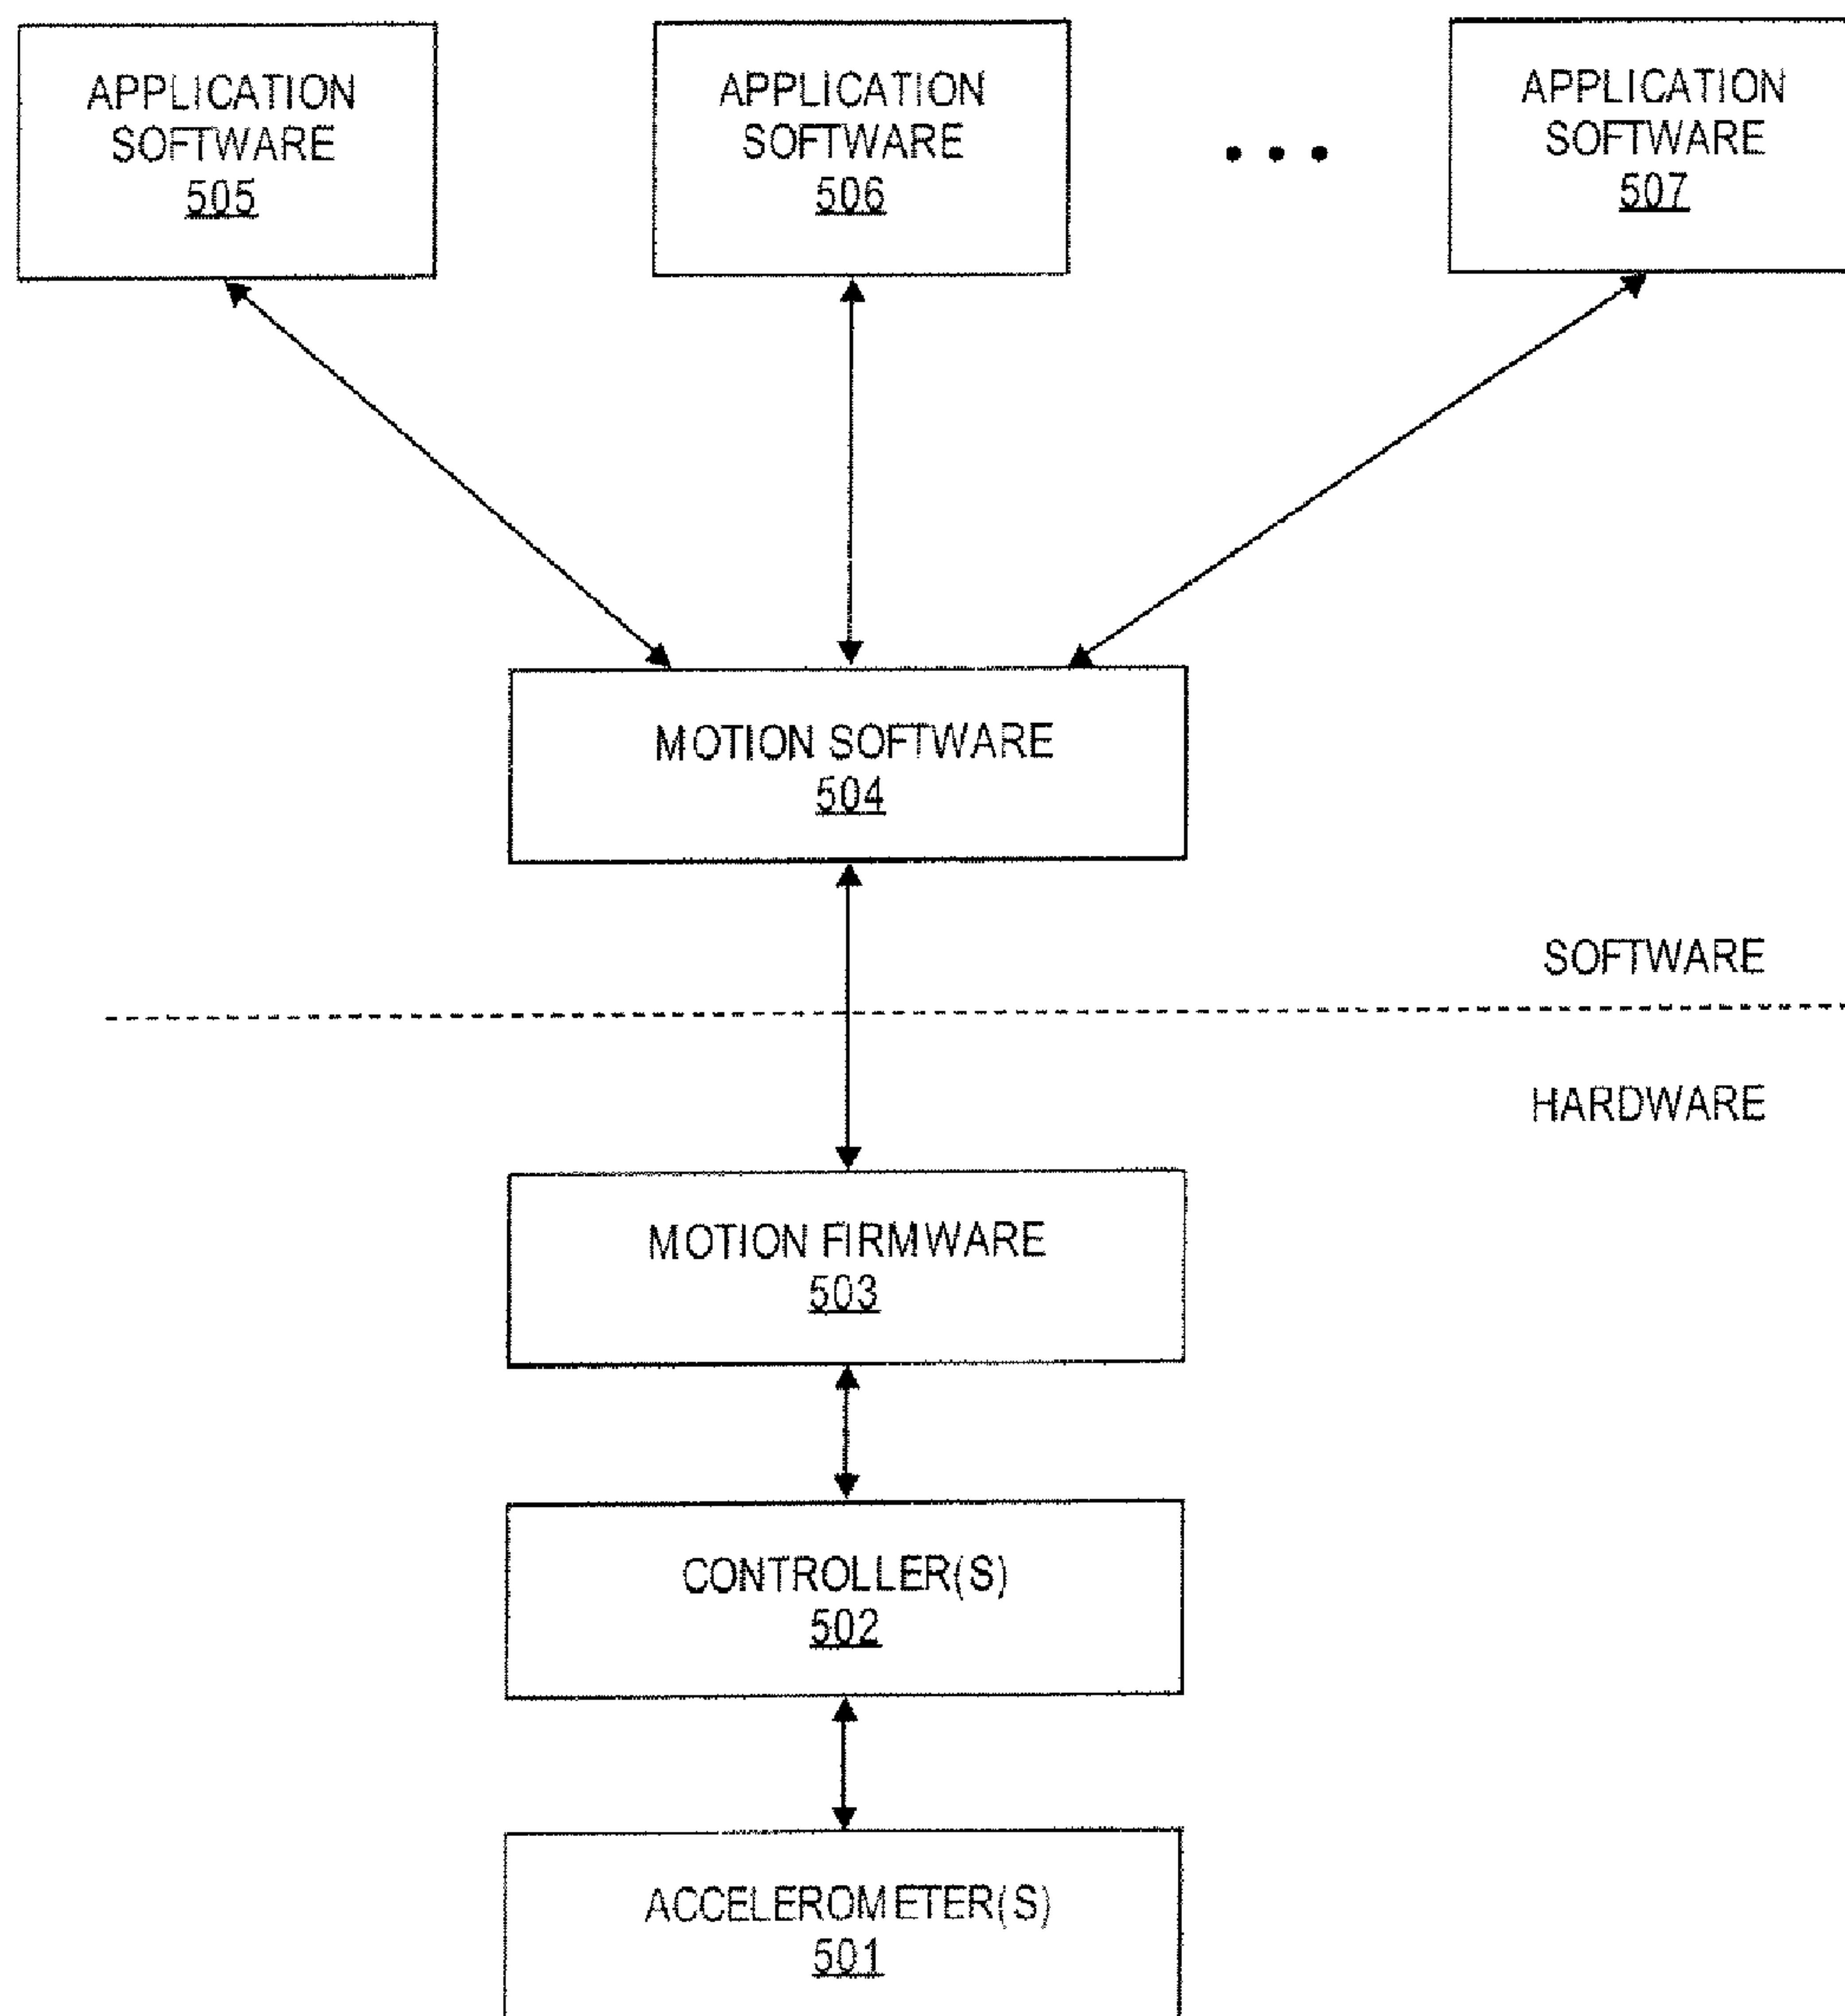 APPLICATION
SOFTWARE
505
APPLICATION
SOFTWARE
506
APPLICATION
SOFTWARE
507
MOTION SOFTWARE
504
SOFTWARE
HARDWARE
MOTION FIRMWARE
503
CONTROLLER(S)
502
ACCELEROMETER(S)
501